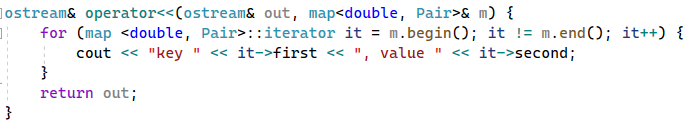 ostream& operator<<(ostream& out, map<double, Pair>& m) {
    for (map <double, Pair>::iterator it = m.begin(); it != m.end(); it++) {
        cout << "key " << it->first << ", value " << it->second;
    }
    return out;
}